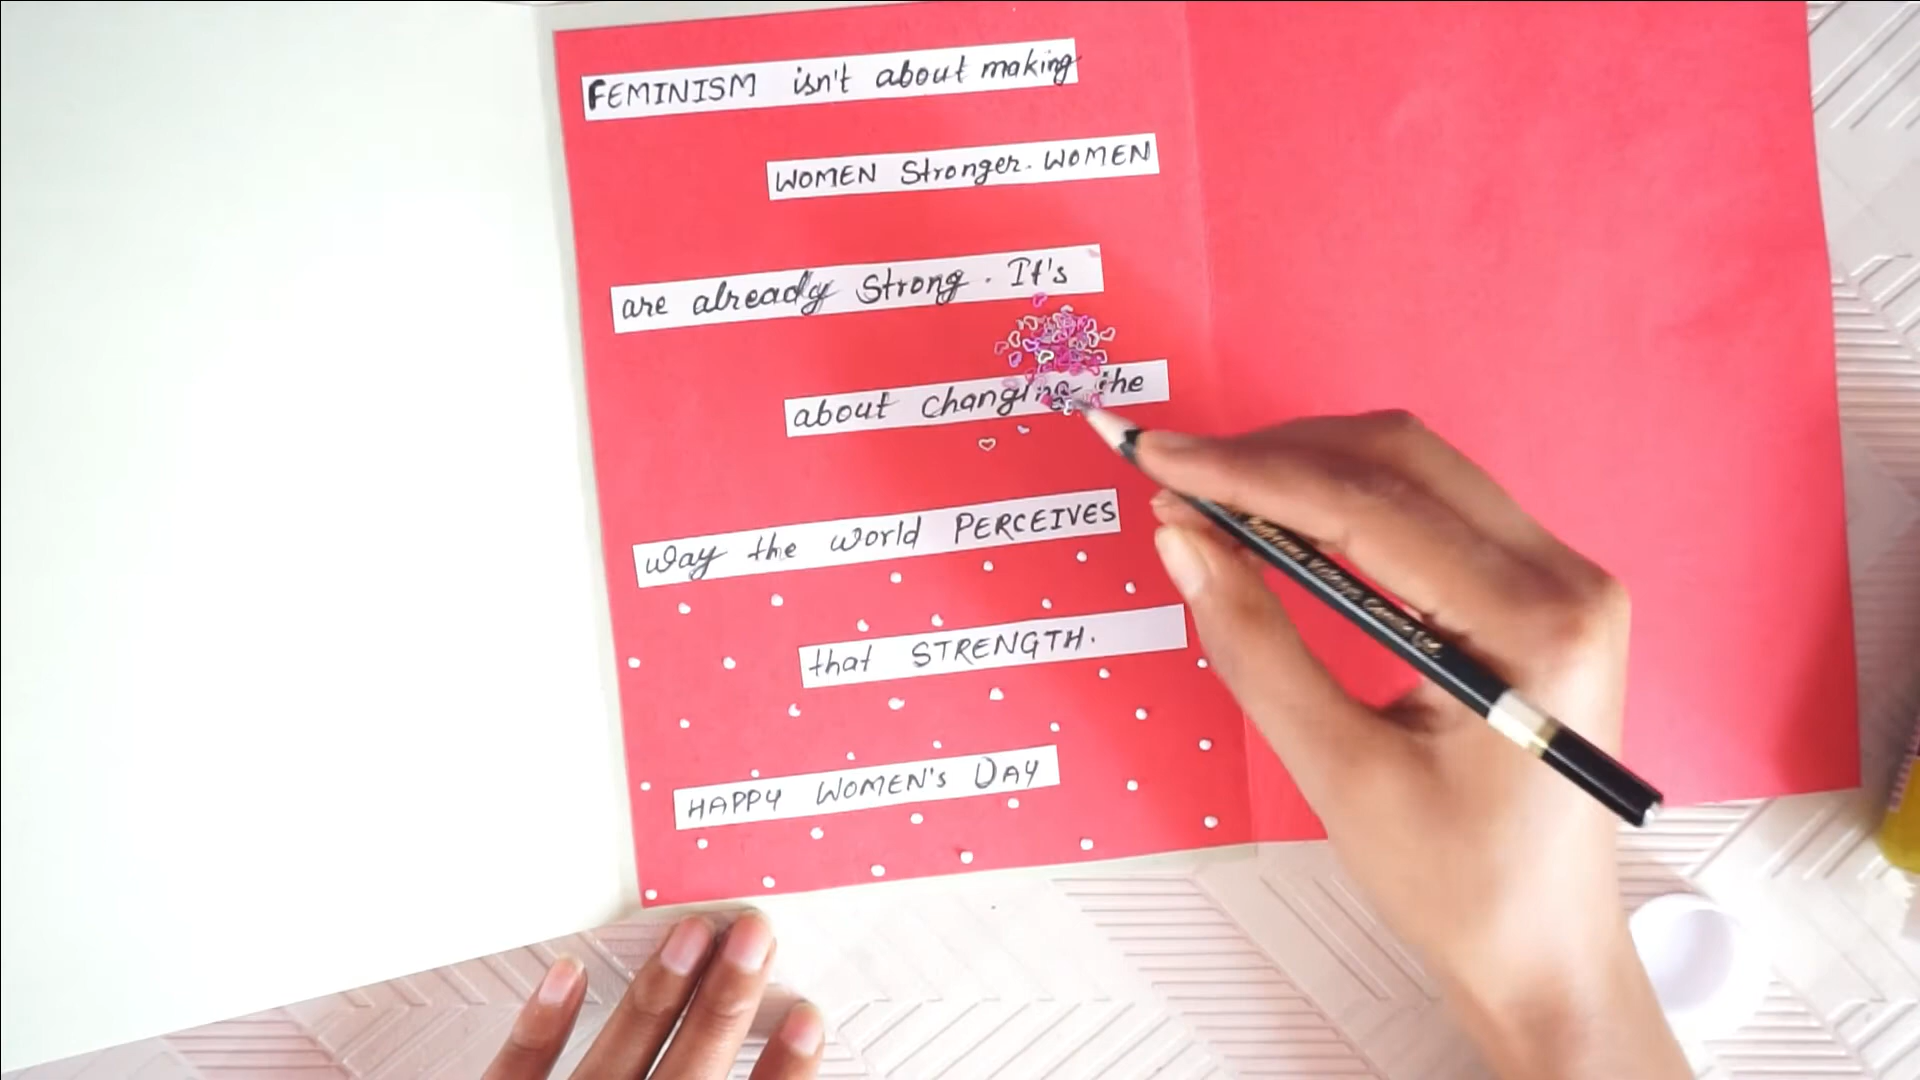 FEMINISM isn't about making
WOMEN Stronger. WOMEN
are already Strong. It's
about changing the
way the world PERCEIVES
that STRENGTH.
HAPPY WOMEN'S DAY